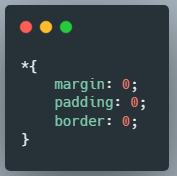 *{
    margin: 0;
    padding: 0;
    border: 0;
}